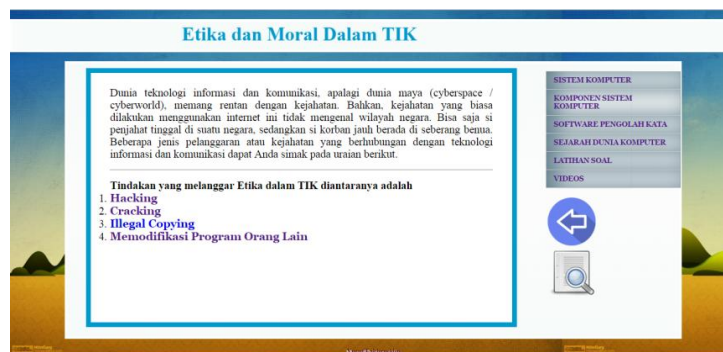 Etika dan Moral Dalam TIK
Dunia teknologi informasi dan komunikasi, apalagi dunia maya (cyberspace /
cyberworld), memang rentan dengan kejahatan. Bahkan, kejahatan yang biasa
dilakukan menggunakan internet ini tidak mengenal wilayah negara. Bisa saja si
penjahat tinggal di suatu negara, sedangkan si korban jauh berada di seberang benua.
Beberapa jenis pelanggaran atau kejahatan yang berhubungan dengan teknologi
informasi dan komunikasi dapat Anda simak pada uraian berikut.
Tindakan yang melanggar Etika dalam TIK diantaranya adalah
1. Hacking
2. Cracking
3. Illegal Copying
4. Memodifikasi Program Orang Lain
SISTEM KOMPUTER
KOMPONEN SISTEM
KOMPUTER
SOFTWARE PENGOLAH KATA
SEJARAH DUNIA KOMPUTER
LATIHAN SOAL
VIDEOS